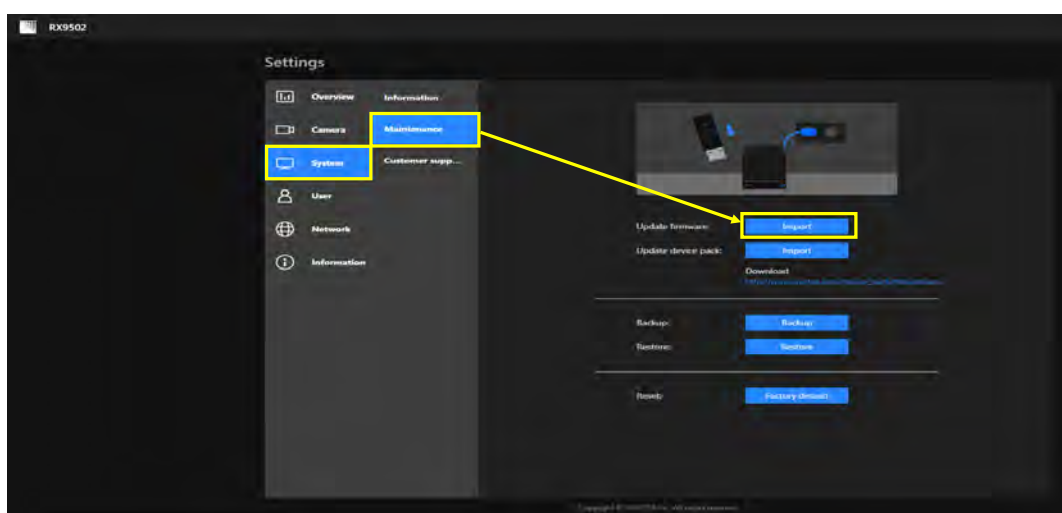 RX9502
Settings
Overview
Information
Camera
Maintenance
System
Customer supp...
User
Network
Information
Update firmware: Import
Update device pack: Import
Download
Backup: Backup
Restore: Restore
Reset: Factory default